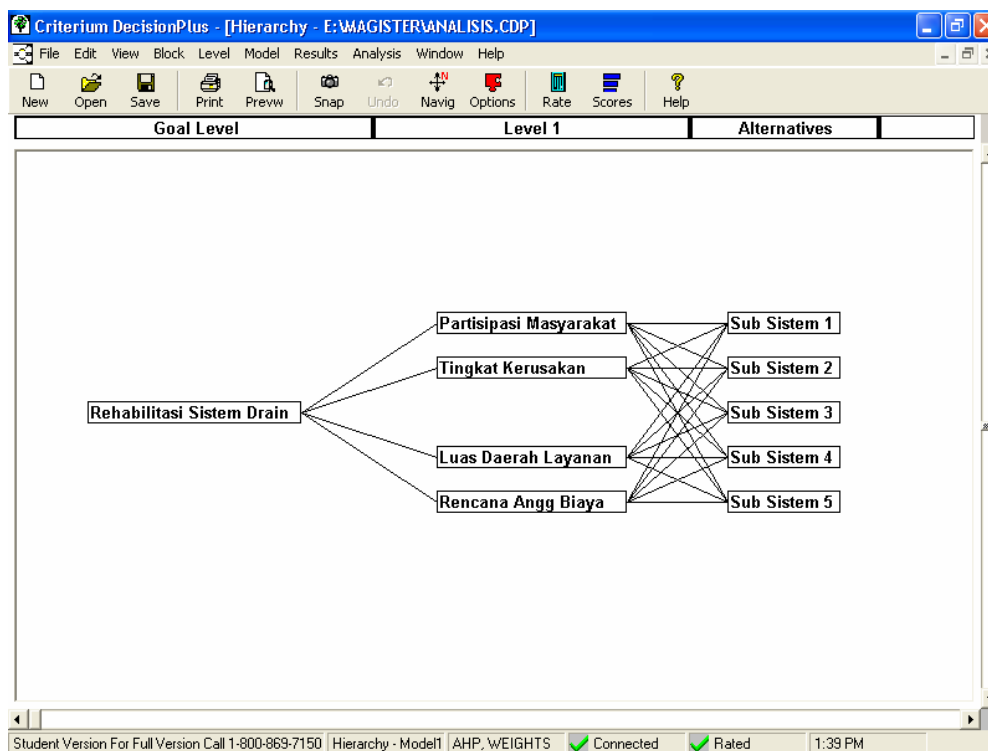 Criterium DecisionPlus - [Hierarchy - E:\MAGISTER\ANALISIS.CDP]
File Edit View Block Level Model Results Analysis Window Help
New Open Save Print Prevw Snap Undo Navig Options Rate Scores Help
Goal Level Level 1 Alternatives
Partisipasi Masyarakat Sub Sistem 1
Tingkat Kerusakan Sub Sistem 2
Rehabilitasi Sistem Drain Sub Sistem 3
Luas Daerah Layanan Sub Sistem 4
Rencana Angg Biaya Sub Sistem 5
Student Version For Full Version Call 1-800-869-7150 Hierarchy - Model1 AHP, WEIGHTS Connected Rated 1:39 PM